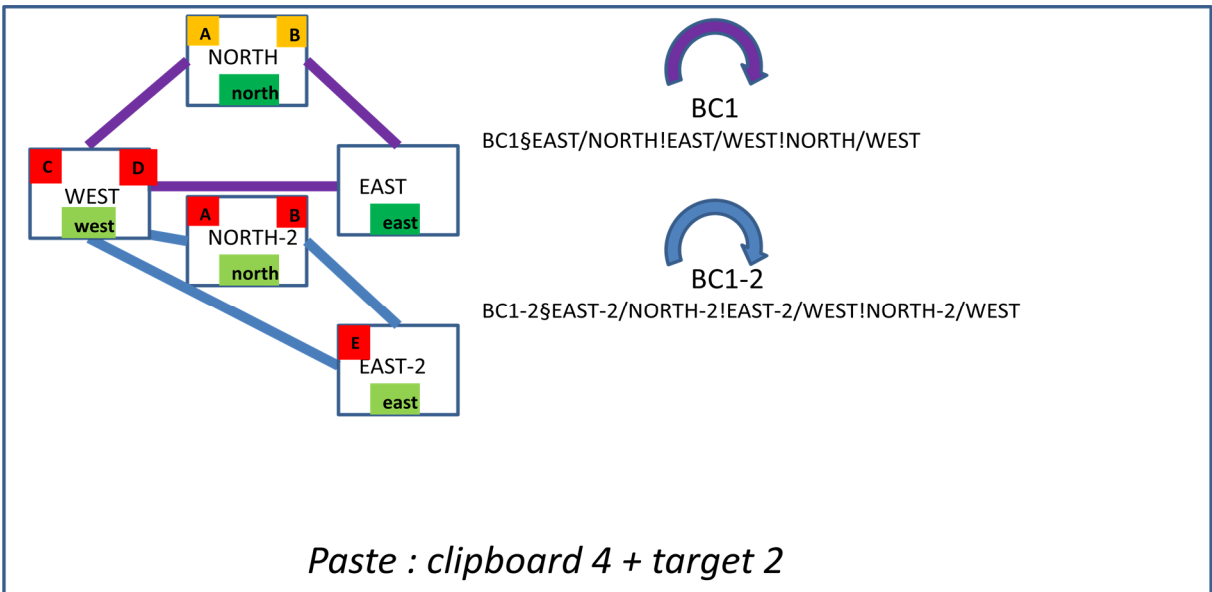 A B
NORTH
north
C D
WEST
west
EAST
east
A B
NORTH-2
north
E
EAST-2
east
BC1
BC1§EAST/NORTH!EAST/WEST!NORTH/WEST
BC1-2
BC1-2§EAST-2/NORTH-2!EAST-2/WEST!NORTH-2/WEST
Paste : clipboard 4 + target 2